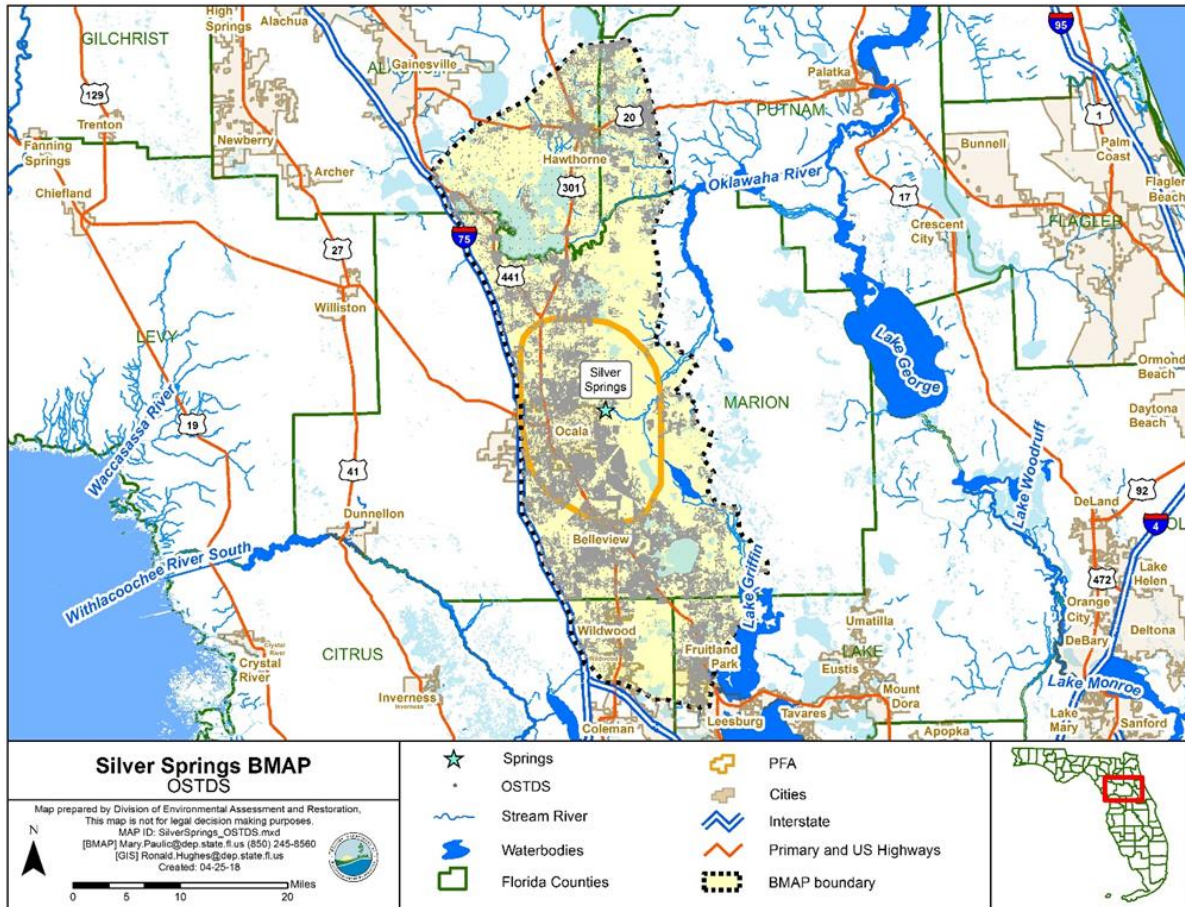 High
Springs
Alachua
GILCHRIST
Gainesville
129
Trenton
Fanning
Springs
Chiefland
Newberry
Archer
Palatka
PUTNAM
20
Hawthorne
301
Oklawaha River
95
1
Bunnell
Palm
Coast
Flagler
Beach
FLAGLER
17
Crescent
City
75
441
27
Williston
LEVY
Waccasassa River
19
41
Dunnellon
Withlacoochee River South
Silver
Springs
Ocala
MARION
Lake George
Ormond
Beach
Daytona
Beach
Lake Woodruff
DeLand
92
4
472
Lake
Helen
Orange
City
DeBary
Deltona
Belleview
Lake Griffin
Wildwood
Wildwood
Fruitland
Park
Umatilla
LAKE
Eustis
Mount
Dora
Tavares
Leesburg
Coleman
Apopka
Lake Monroe
Lake
Mary
Sanford
Crystal
River
Crystal
River
CITRUS
Inverness
Inverness
Silver Springs BMAP
OSTDS
Map prepared by Division of Environmental Assessment and Restoration,
This map is not for legal decision making purposes.
MAP ID: SilverSprings_OSTDS.mxd
[BMAP] Mary.Paulic@dep.state.fl.us (850) 245-8560
[GIS] Ronald.Hughes@dep.state.fl.us
Created: 04-25-18
N
0 5 10 20 Miles
Springs
OSTDS
Stream River
Waterbodies
Florida Counties
PFA
Cities
Interstate
Primary and US Highways
BMAP boundary